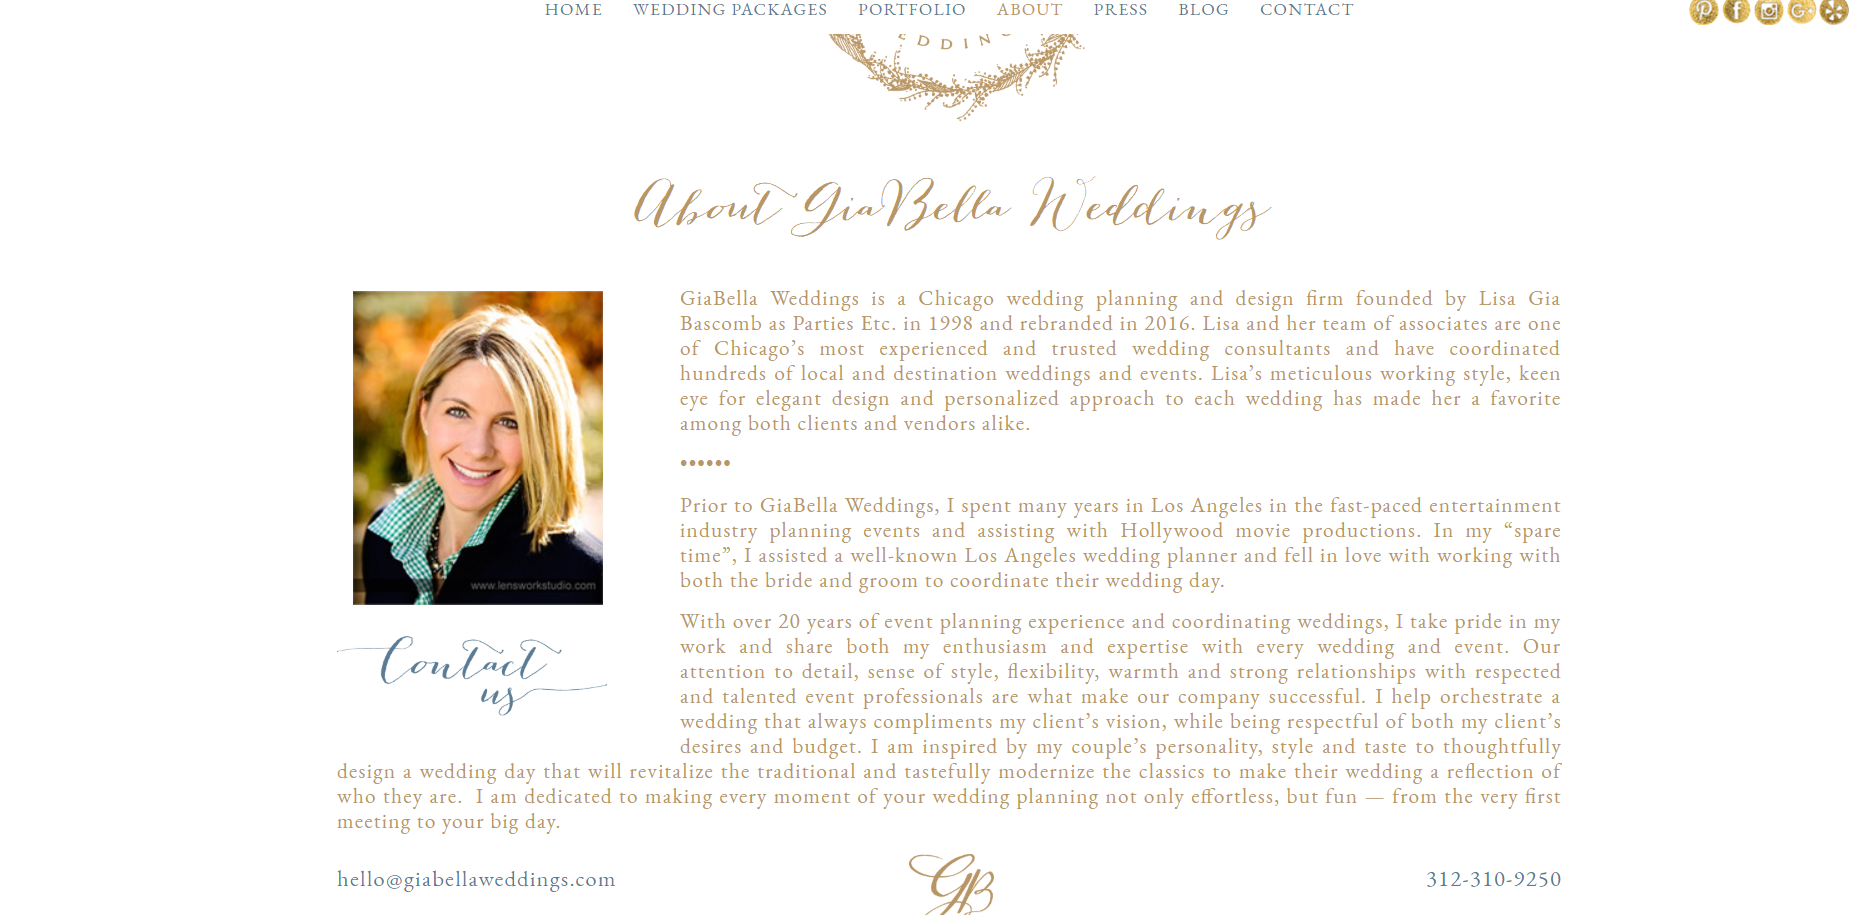 HOME WEDDING PACKAGES PORTFOLIO ABOUT PRESS BLOG CONTACT
About GiaBella Weddings
GiaBella Weddings is a Chicago wedding planning and design firm founded by Lisa Gia
Bascomb as Parties Etc. in 1998 and rebranded in 2016. Lisa and her team of associates are one
of Chicago’s most experienced and trusted wedding consultants and have coordinated
hundreds of local and destination weddings and events. Lisa’s meticulous working style, keen
eye for elegant design and personalized approach to each wedding has made her a favorite
among both clients and vendors alike.
••••••
Prior to GiaBella Weddings, I spent many years in Los Angeles in the fast-paced entertainment
industry planning events and assisting with Hollywood movie productions. In my “spare
time”, I assisted a well-known Los Angeles wedding planner and fell in love with working with
both the bride and groom to coordinate their wedding day.
www.lensworkstudio.com
Contact
us
With over 20 years of event planning experience and coordinating weddings, I take pride in my
work and share both my enthusiasm and expertise with every wedding and event. Our
attention to detail, sense of style, flexibility, warmth and strong relationships with respected
and talented event professionals are what make our company successful. I help orchestrate a
wedding that always compliments my client’s vision, while being respectful of both my client’s
desires and budget. I am inspired by my couple’s personality, style and taste to thoughtfully
design a wedding day that will revitalize the traditional and tastefully modernize the classics to make their wedding a reflection of
who they are. I am dedicated to making every moment of your wedding planning not only effortless, but fun — from the very first
meeting to your big day.
hello@giabellaweddings.com GB 312-310-9250